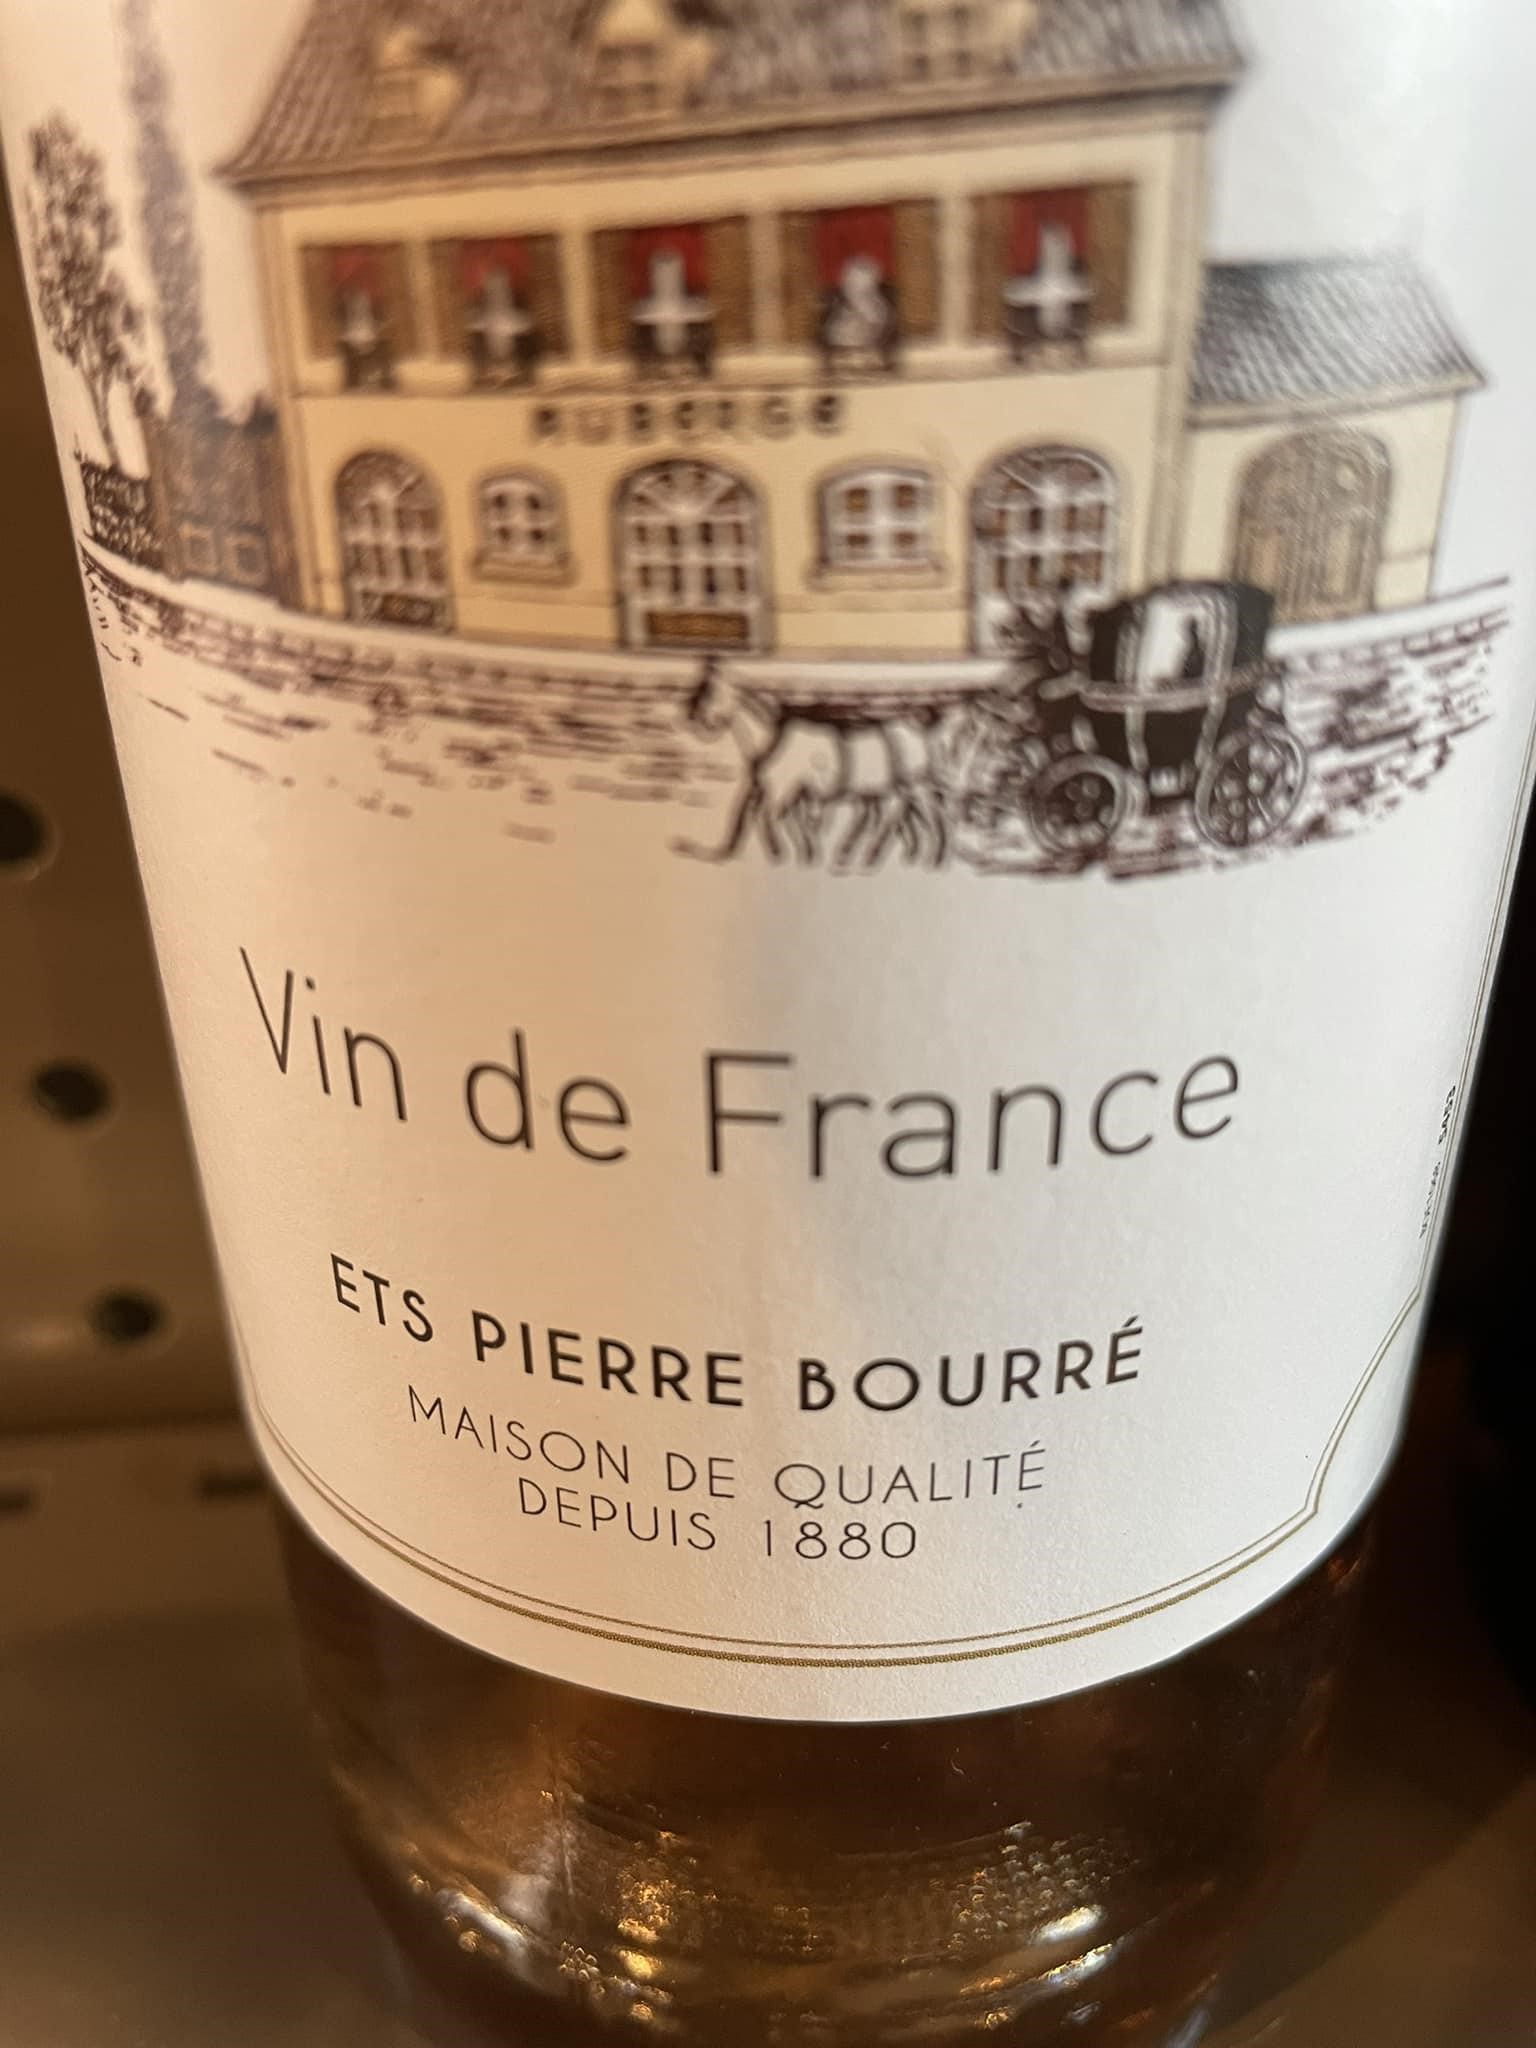 AUBERGE
Vin de France
ETS PIERRE BOURRÉ
MAISON DE QUALITÉ
DEPUIS 1880